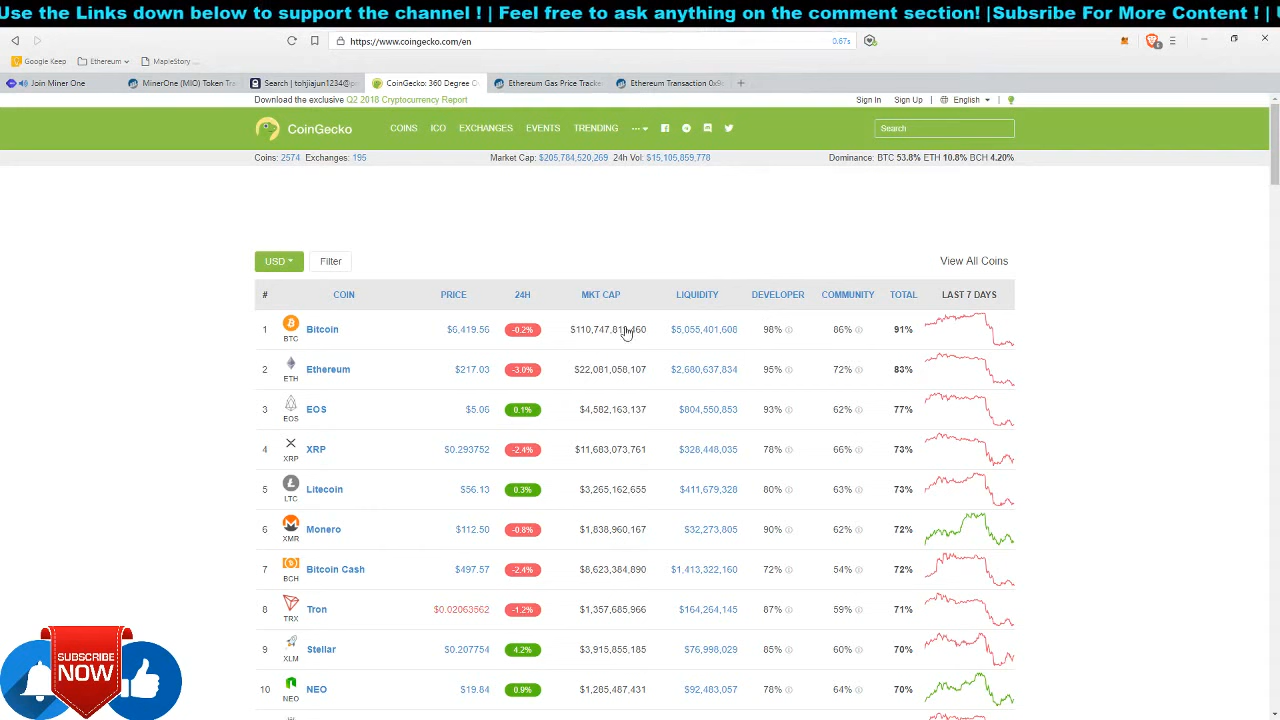 Use the Links down below to support the channel ! | Feel free to ask anything on the comment section! |Subsribe For More Content ! |
https://www.coingecko.com/en
0.67s
Google Keep Ethereum MapleStory ...
Join Miner One
MinerOne (MIO) Token Tra
Search | tohjiajun1234@
CoinGecko: 360 Degree O
Ethereum Gas Price Tracke
Ethereum Transaction 0x9
Download the exclusive Q2 2018 Cryptocurrency Report
Sign In Sign Up English
CoinGecko COINS ICO EXCHANGES EVENTS TRENDING Search
Coins: 2574 Exchanges: 195 Market Cap: $205,784,520,269 24h Vol: $15,105,859,778 Dominance: BTC 53.8% ETH 10.8% BCH 4.20%
USD Filter View All Coins
# COIN PRICE 24H MKT CAP LIQUIDITY DEVELOPER COMMUNITY TOTAL LAST 7 DAYS
1 Bitcoin $6,419.56 -0.2% $5,055,401,608 98% 86% 91%
BTC
2 Ethereum $217.03 -3.0% $22,081,058,107 $2,680,637,834 95% 72% 83%
ETH
3 EOS $5.06 0.1% $4,582,163,137 $804,550,853 93% 62% 77%
EOS
4 XRP $0.293752 -2.4% $11,683,073,761 $328,448,035 78% 66% 73%
XRP
5 Litecoin $56.13 0.3% $3,265,162,655 $411,679,328 80% 63% 73%
LTC
6 Monero $112.50 -0.8% $1,838,960,167 $32,273,805 90% 62% 72%
XMR
7 Bitcoin Cash $497.57 -2.4% $8,623,384,890 $1,413,322,160 72% 54% 72%
BCH
8 Tron $0.02063562 -1.2% $1,357,685,966 $164,264,145 87% 59% 71%
TRX
9 Stellar $0.207754 4.2% $3,915,855,185 $76,998,029 85% 60% 70%
XLM
10 NEO $19.84 0.9% $1,285,487,431 $92,483,057 78% 64% 70%
NEO
SUBSCRIBE
NOW